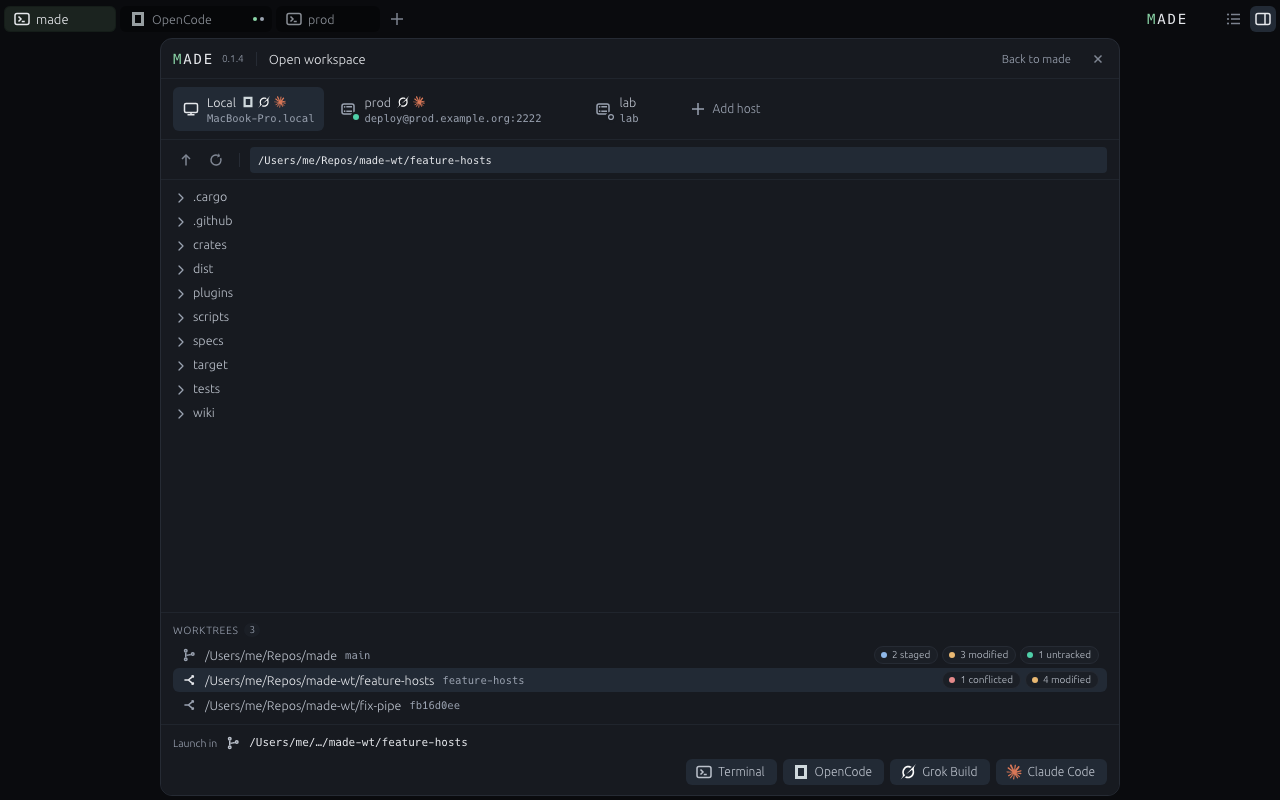 made OpenCode prod MADE
MADE 0.1.4 Open workspace Back to made
Local prod lab Add host
MacBook-Pro.local deploy@prod.example.org:2222 lab
/Users/me/Repos/made-wt/feature-hosts
.cargo
.github
crates
dist
plugins
scripts
specs
target
tests
wiki
WORKTREES 3
/Users/me/Repos/made main 2 staged 3 modified 1 untracked
/Users/me/Repos/made-wt/feature-hosts feature-hosts 1 conflicted 4 modified
/Users/me/Repos/made-wt/fix-pipe fb16d0ee
Launch in /Users/me/…/made-wt/feature-hosts
Terminal OpenCode Grok Build Claude Code